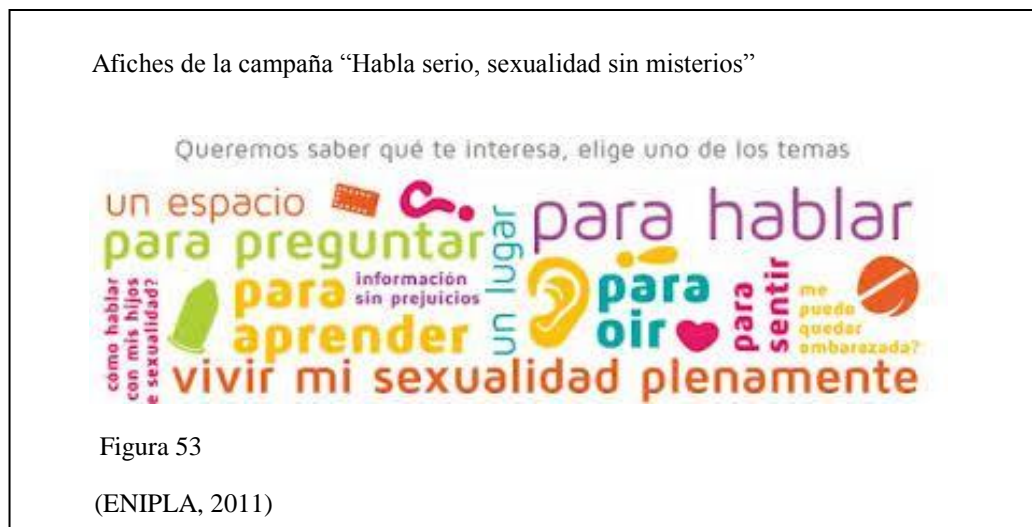 Afiches de la campaña “Habla serio, sexualidad sin misterios”
Queremos saber qué te interesa, elige uno de los temas
un espacio
para preguntar
un lugar
para hablar
como hablar
con mis hijos
e sexualidad?
para
aprender
información
sin prejuicios
para
oir
para
sentir
me
puedo
quedar
embarazada?
vivir mi sexualidad plenamente
Figura 53
(ENIPLA, 2011)